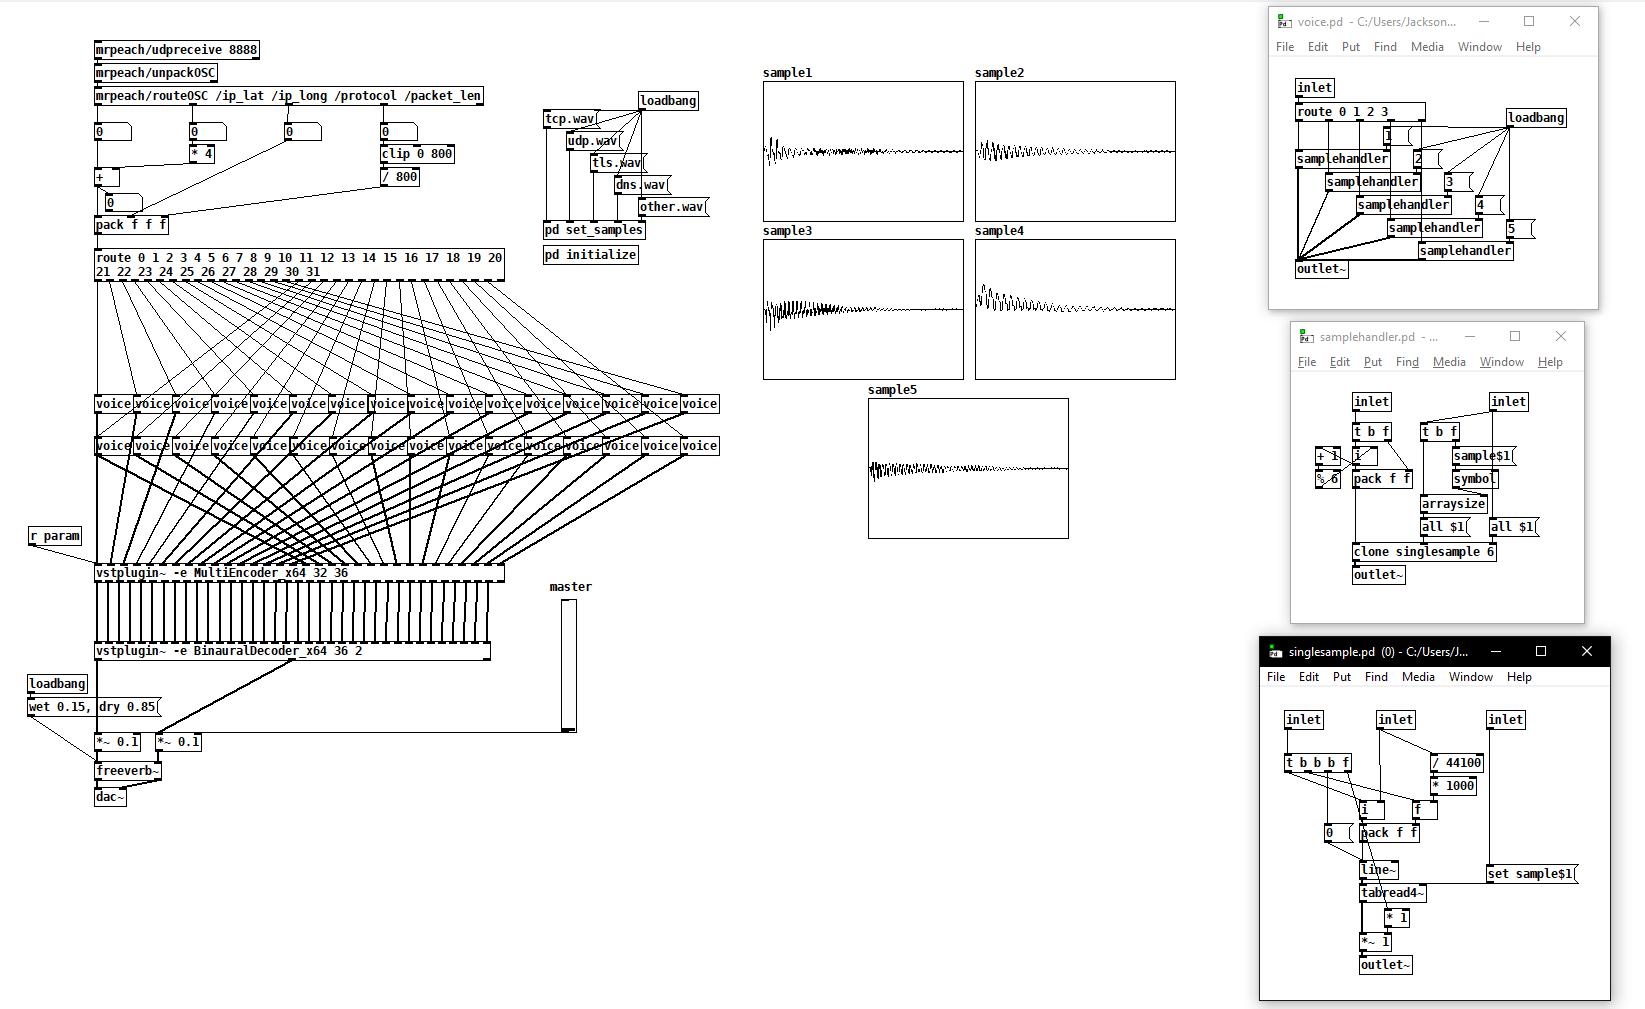 mrpeach/udpreceive 8888
mrpeach/unpackOSC
mrpeach/routeOSC /ip_lat /ip_long /protocol /packet_len
0
0
0
0
* 4
clip 0 800
+
/ 800
0
pack f f f
route 0 1 2 3 4 5 6 7 8 9 10 11 12 13 14 15 16 17 18 19 20
21 22 23 24 25 26 27 28 29 30 31
voice voice voice voice voice voice voice voice voice voice voice voice voice voice voice voice
voice voice voice voice voice voice voice voice voice voice voice voice voice voice voice voice
r param
vstplugin~ -e MultiEncoder_x64 32 36
master
vstplugin~ -e BinauralDecoder_x64 36 2
loadbang
wet 0.15, dry 0.85
*~ 0.1
*~ 0.1
freeverb~
dac~
loadbang
tcp.wav
udp.wav
tls.wav
dns.wav
other.wav
pd set_samples
pd initialize
sample1
sample2
sample3
sample4
sample5
voice.pd - C:/Users/Jackson...
File Edit Put Find Media Window Help
inlet
route 0 1 2 3
loadbang
1
samplehandler
2
samplehandler
3
samplehandler
4
samplehandler
5
samplehandler
outlet~
samplehandler.pd - ...
File Edit Put Find Media Window Help
inlet
inlet
t b f
t b f
+ 1
i
sample$1
% 6
pack f f
symbol
arraysize
all $1
all $1
clone singlesample 6
outlet~
singlesample.pd (0) - C:/Users/J...
File Edit Put Find Media Window Help
inlet
inlet
inlet
t b b b f
/ 44100
* 1000
i
f
0
pack f f
line~
set sample$1
tabread4~
* 1
*~ 1
outlet~